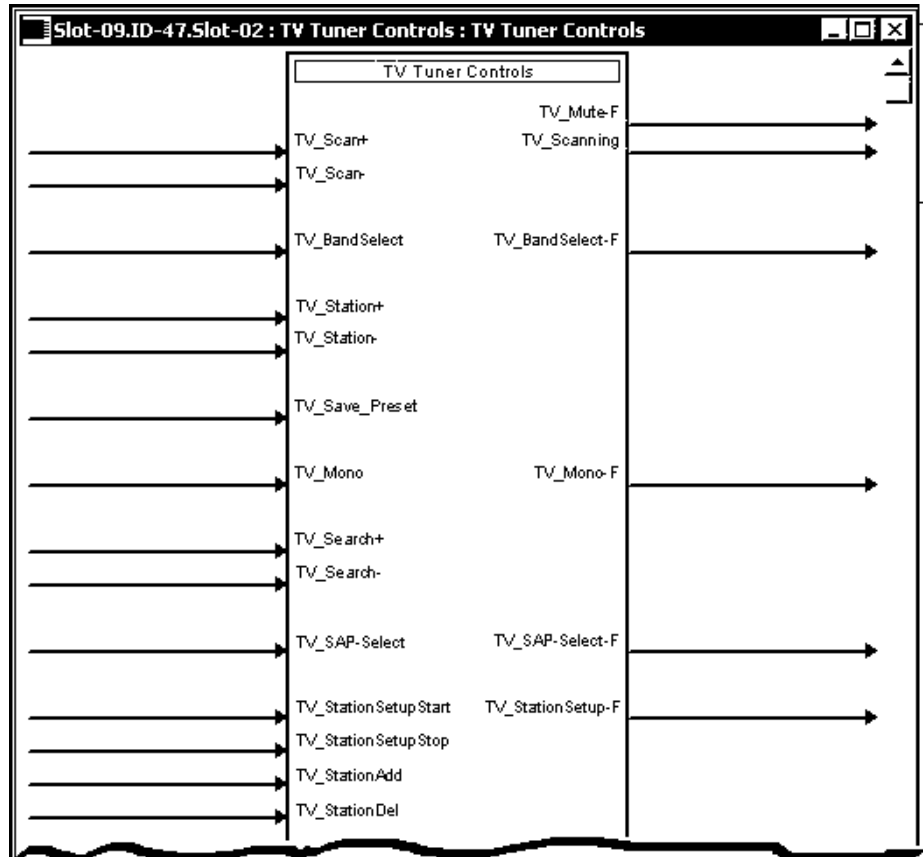 Slot-09.ID-47.Slot-02 : TV Tuner Controls : TV Tuner Controls
TV Tuner Controls
TV_Mute-F
TV_Scan+ TV_Scanning
TV_Scan-
TV_BandSelect TV_BandSelect-F
TV_Station+
TV_Station-
TV_Save_Preset
TV_Mono TV_Mono-F
TV_Search+
TV_Search-
TV_SAP-Select TV_SAP-Select-F
TV_StationSetupStart TV_StationSetup-F
TV_StationSetupStop
TV_StationAdd
TV_StationDel